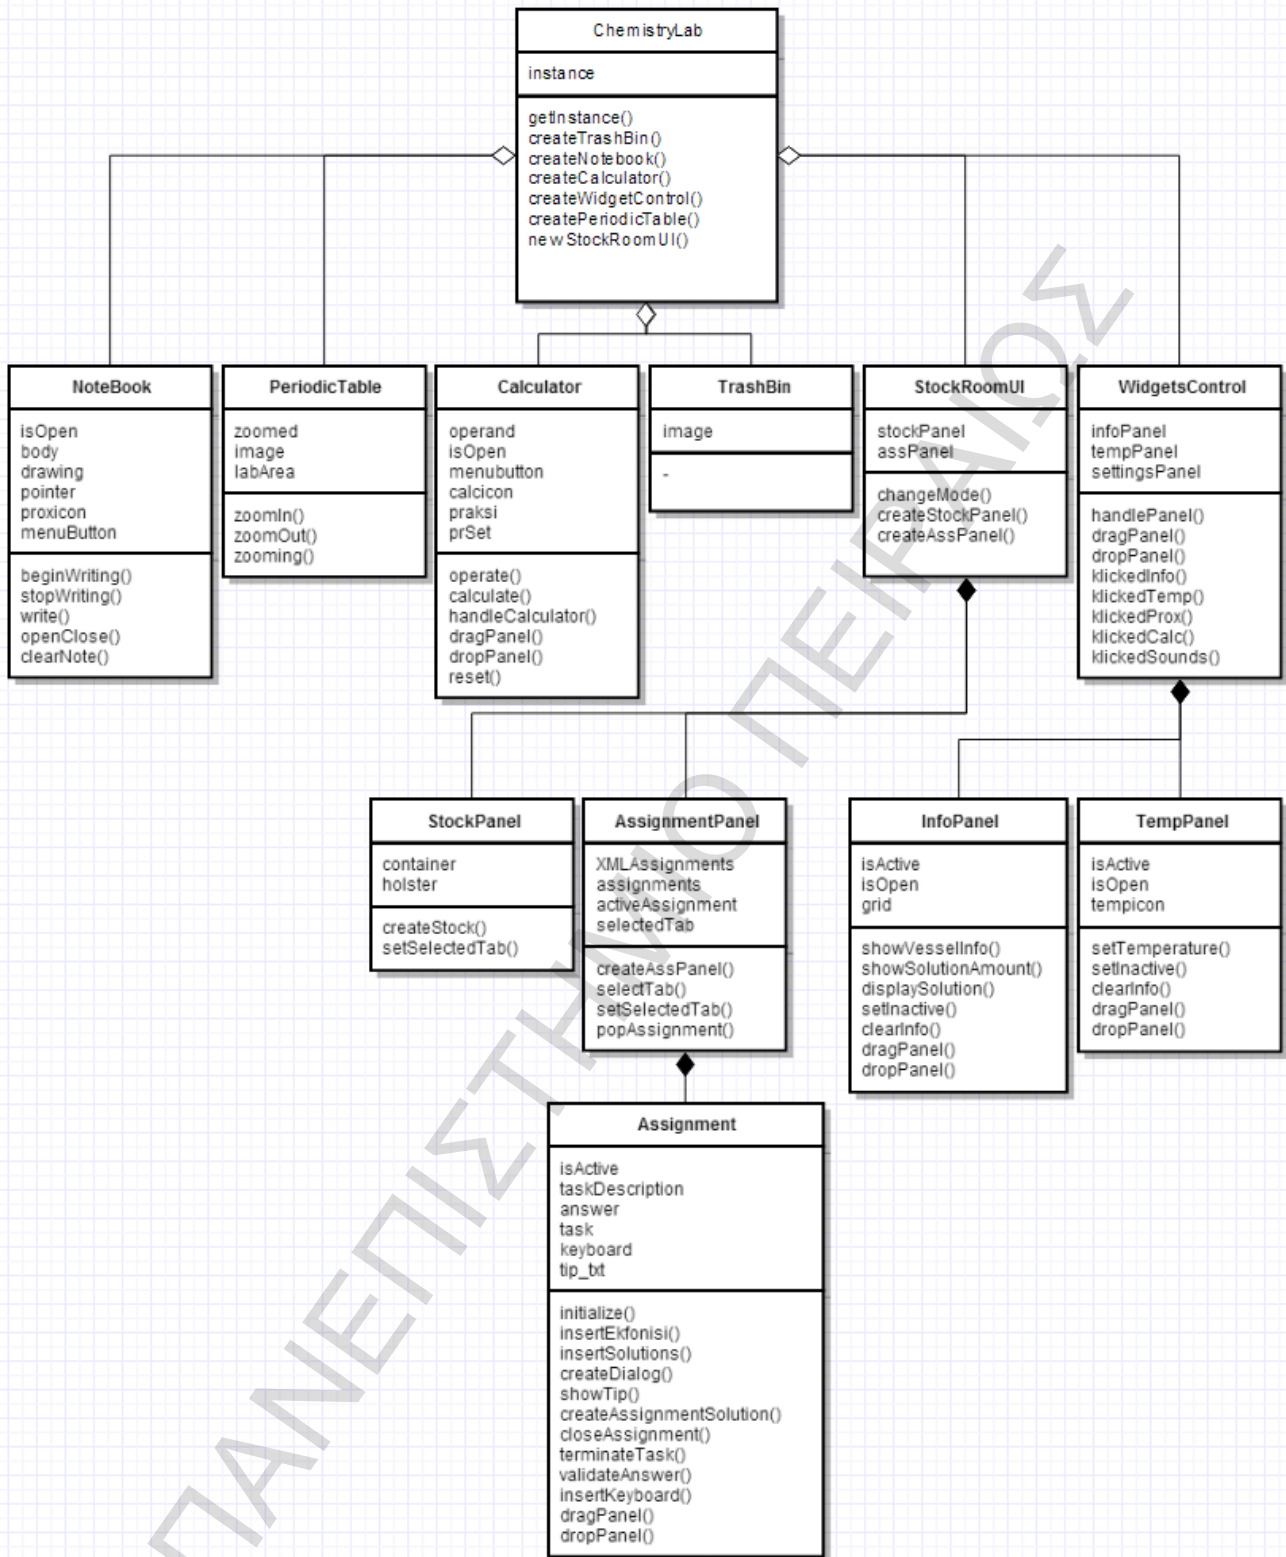 ChemistryLab
instance
getInstance()
createTrashBin()
createNotebook()
createCalculator()
createWidgetControl()
createPeriodicTable()
newStockRoomUI()
NoteBook
isOpen
body
drawing
pointer
proxicon
menuButton
beginWriting()
stopWriting()
write()
openClose()
clearNote()
PeriodicTable
zoomed
image
labArea
zoomIn()
zoomOut()
zooming()
Calculator
operand
isOpen
menubutton
calcicon
praksi
prSet
operate()
calculate()
handleCalculator()
dragPanel()
dropPanel()
reset()
TrashBin
image
-
StockRoomUI
stockPanel
assPanel
changeMode()
createStockPanel()
createAssPanel()
WidgetsControl
infoPanel
tempPanel
settingsPanel
handlePanel()
dragPanel()
dropPanel()
klickedInfo()
klickedTemp()
klickedProx()
klickedCalc()
klickedSounds()
StockPanel
container
holster
createStock()
setSelectedTab()
AssignmentPanel
XMLAssignments
assignments
activeAssignment
selectedTab
createAssPanel()
selectTab()
setSelectedTab()
popAssignment()
InfoPanel
isActive
isOpen
grid
showVesselInfo()
showSolutionAmount()
displaySolution()
setInactive()
clearInfo()
dragPanel()
dropPanel()
TempPanel
isActive
isOpen
tempicon
setTemperature()
setInactive()
clearInfo()
dragPanel()
dropPanel()
Assignment
isActive
taskDescription
answer
task
keyboard
tip_txt
initialize()
insertEkfonisi()
insertSolutions()
createDialog()
showTip()
createAssignmentSolution()
closeAssignment()
terminateTask()
validateAnswer()
insertKeyboard()
dragPanel()
dropPanel()
ΠΑΝΕΠΙΣΤΗΜΙΟ ΠΕΙΡΑΙΩΣ